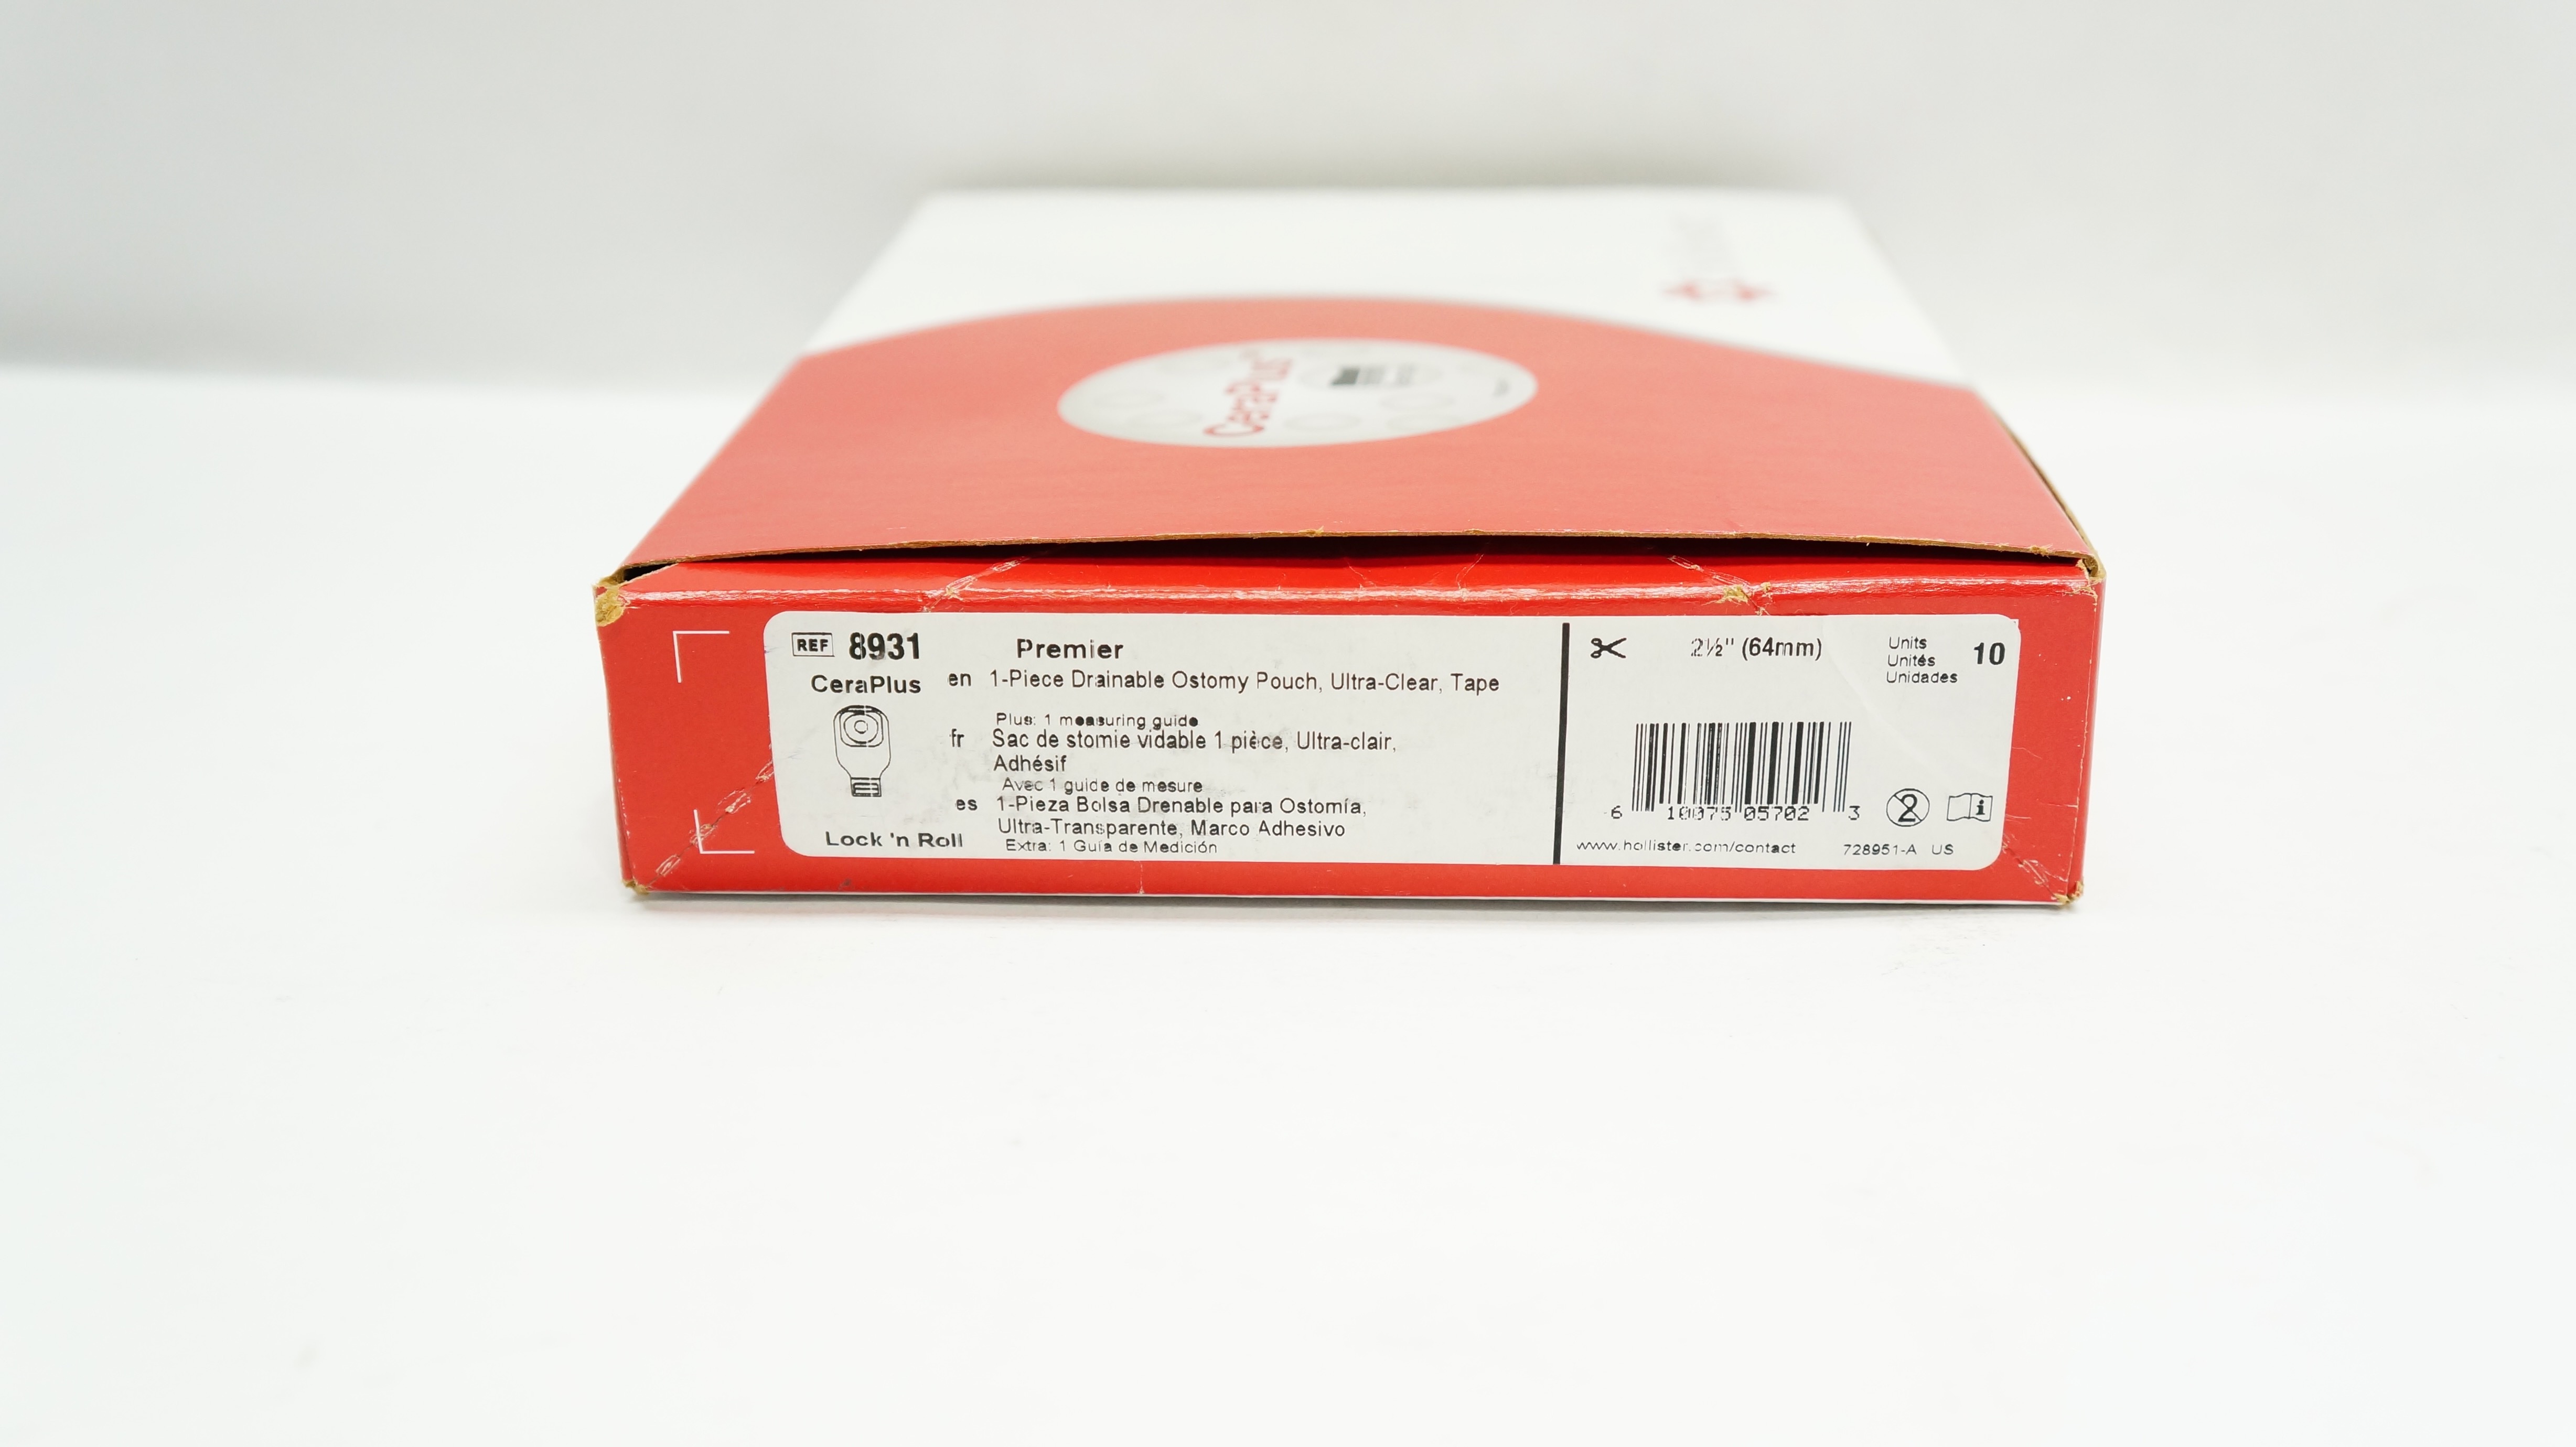 CeraPlus
REF 8931
CeraPlus
Lock 'n Roll
Premier
en 1-Piece Drainable Ostomy Pouch, Ultra-Clear, Tape
Plus: 1 measuring guide
fr Sac de stomie vidable 1 pièce, Ultra-clair,
Adhésif
Avec 1 guide de mesure
es 1-Pieza Bolsa Drenable para Ostomía,
Ultra-Transparente, Marco Adhesivo
Extra: 1 Guía de Medición
2½" (64mm)
Units
Unités
Unidades
10
6 10075 05702 3
2
i
www.hollister.com/contact 728951-A US